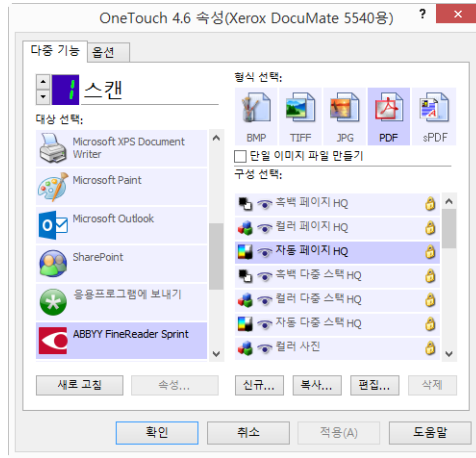 OneTouch 4.6 속성(Xerox DocuMate 5540용)
다중 기능
옵션
1 스캔
대상 선택:
Microsoft XPS Document
Writer
Microsoft Paint
Microsoft Outlook
SharePoint
응용프로그램에 보내기
ABBYY FineReader Sprint
새로 고침
속성...
형식 선택:
BMP
TIFF
JPG
PDF
sPDF
단일 이미지 파일 만들기
구성 선택:
흑백 페이지 HQ
컬러 페이지 HQ
자동 페이지 HQ
흑백 다중 스택 HQ
컬러 다중 스택 HQ
자동 다중 스택 HQ
컬러 사진
신규...
복사...
편집...
삭제
확인
취소
적용(A)
도움말